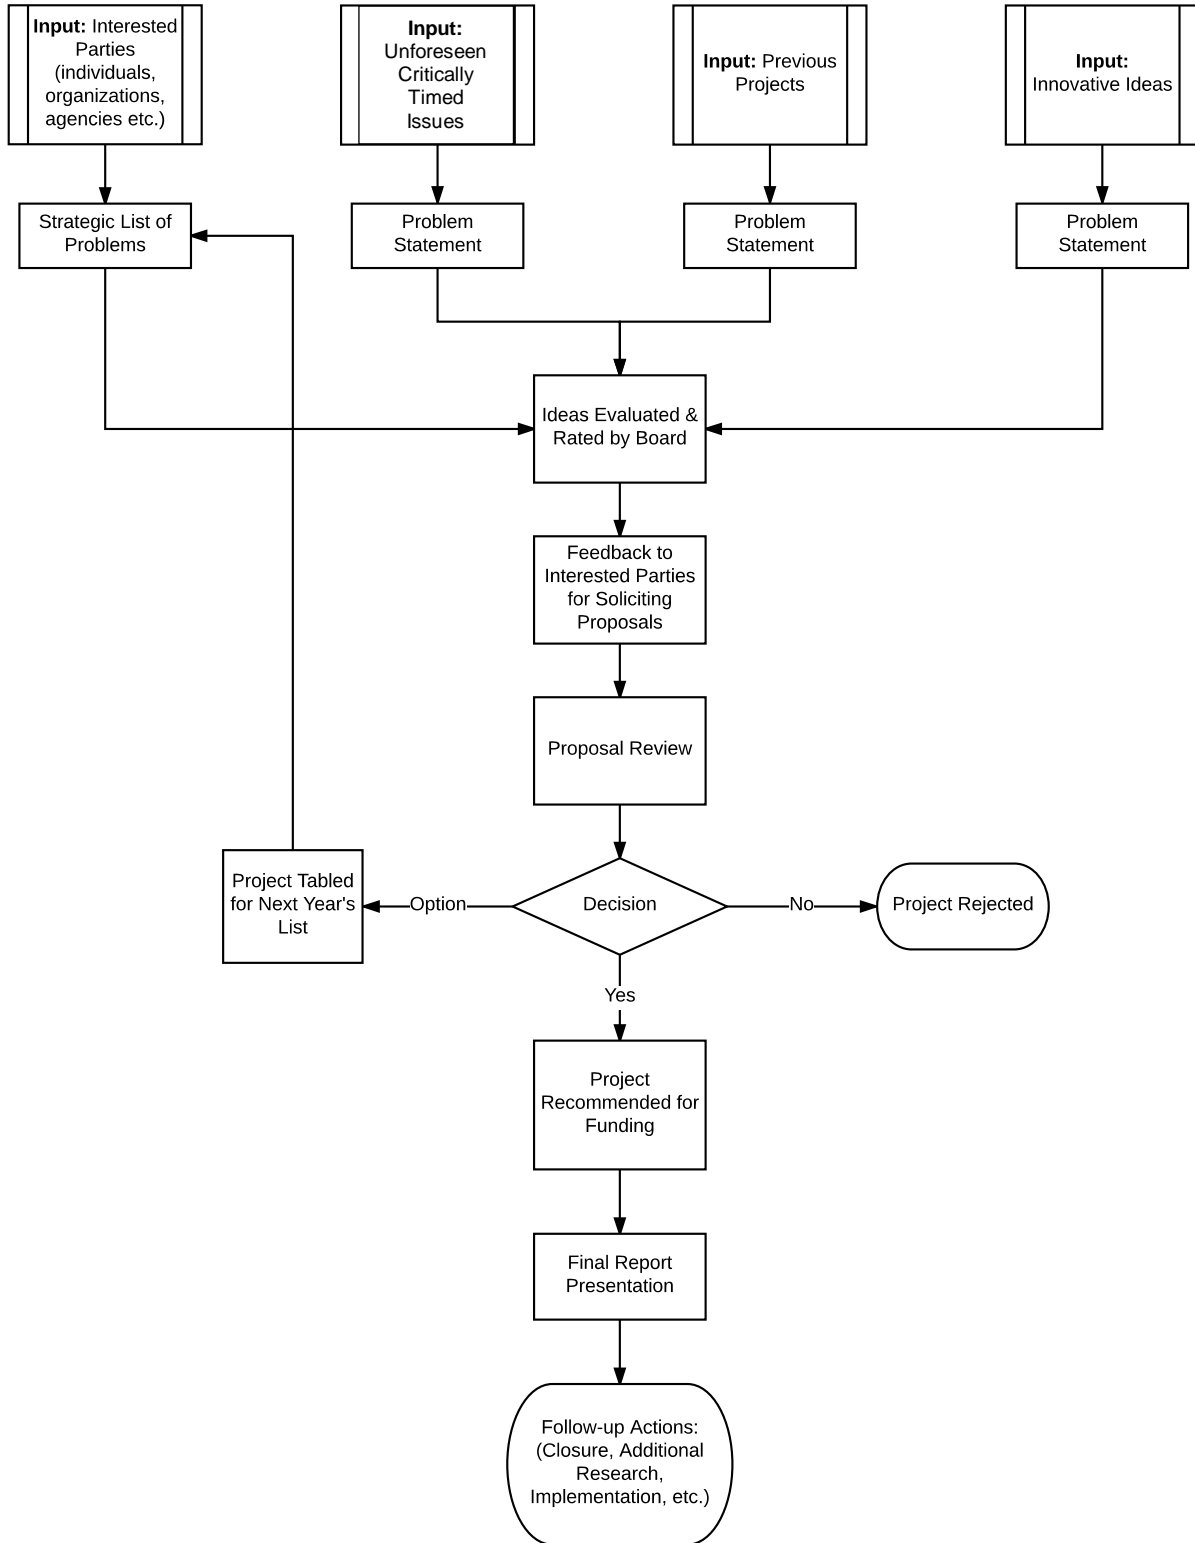 Input: Interested
Parties
(individuals,
organizations,
agencies etc.)
Input:
Unforeseen
Critically
Timed
Issues
Input: Previous
Projects
Input:
Innovative Ideas
Strategic List of
Problems
Problem
Statement
Problem
Statement
Problem
Statement
Ideas Evaluated &
Rated by Board
Feedback to
Interested Parties
for Soliciting
Proposals
Proposal Review
Project Tabled
for Next Year's
List
Option
Decision
No
Project Rejected
Yes
Project
Recommended for
Funding
Final Report
Presentation
Follow-up Actions:
(Closure, Additional
Research,
Implementation, etc.)